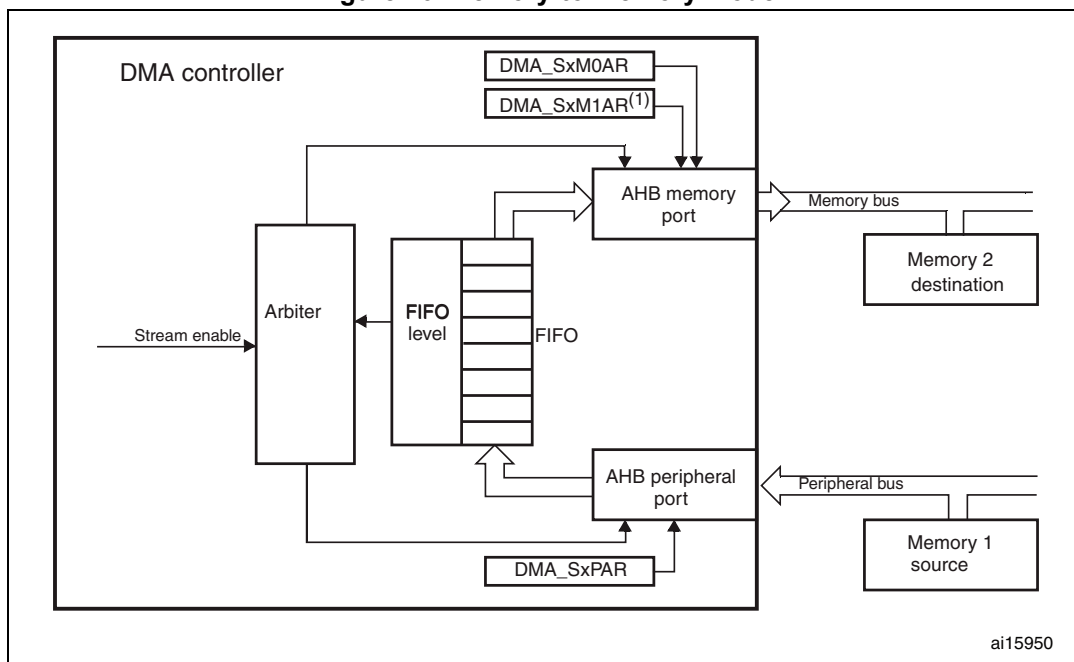 DMA controller
DMA_SxM0AR
DMA_SxM1AR(1)
AHB memory
port
Memory bus
Memory 2
destination
Arbiter
FIFO
level
FIFO
Stream enable
AHB peripheral
port
Peripheral bus
Memory 1
source
DMA_SxPAR
ai15950